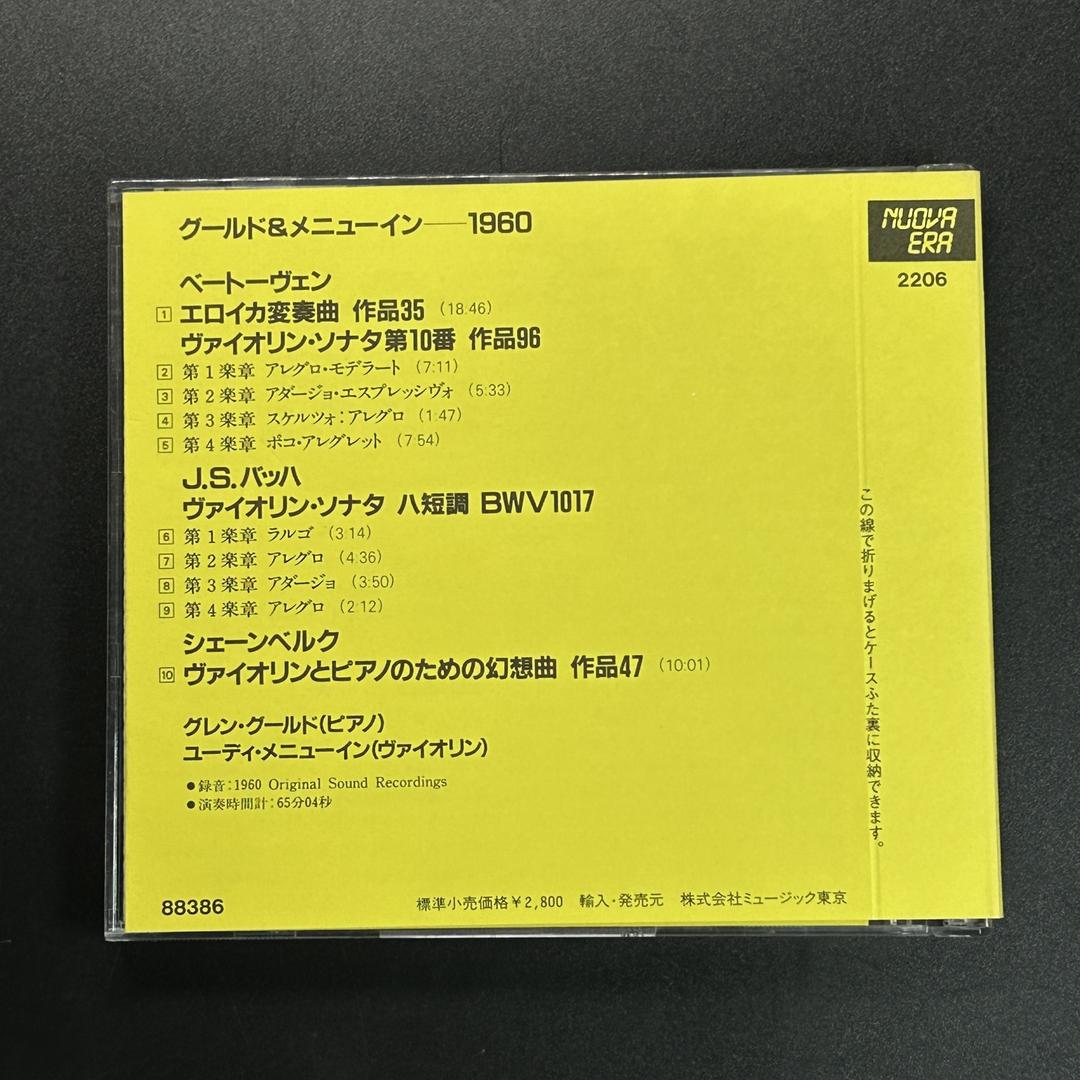 グールド&メニューイン──1960
ベートーヴェン
1 エロイカ変奏曲 作品35 (18:46)
ヴァイオリン・ソナタ第10番 作品96
2 第1楽章 アレグロ・モデラート (7:11)
3 第2楽章 アダージョ・エスプレッシヴォ (5:33)
4 第3楽章 スケルツォ：アレグロ (1:47)
5 第4楽章 ポコ・アレグレット (7:54)
J.S.バッハ
ヴァイオリン・ソナタ ハ短調 BWV1017
6 第1楽章 ラルゴ (3:14)
7 第2楽章 アレグロ (4:36)
8 第3楽章 アダージョ (3:50)
9 第4楽章 アレグロ (2:12)
シェーンベルク
10 ヴァイオリンとピアノのための幻想曲 作品47 (10:01)
グレン・グールド(ピアノ)
ユーディ・メニューイン(ヴァイオリン)
●録音：1960 Original Sound Recordings
●演奏時間計：65分04秒
88386
標準小売価格￥2,800 輸入・発売元 株式会社ミュージック東京
NUOVA
ERA
2206
この線で折りまげるとケースふた裏に収納できます。